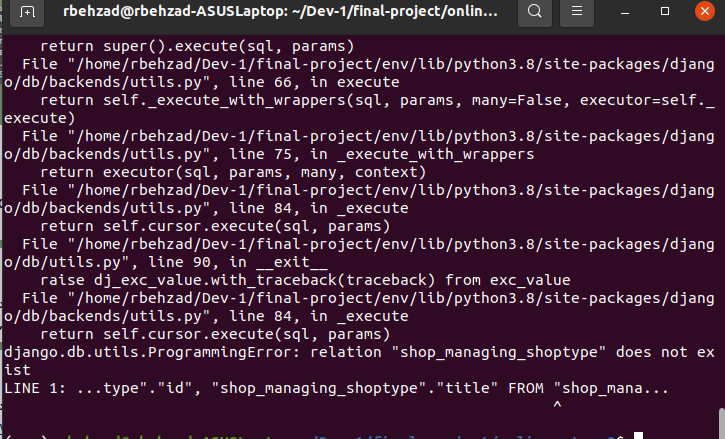 rbehzad@rbehzad-ASUSLaptop: ~/Dev-1/final-project/onlin...
return super().execute(sql, params)
File "/home/rbehzad/Dev-1/final-project/env/lib/python3.8/site-packages/djang
o/db/backends/utils.py", line 66, in execute
return self._execute_with_wrappers(sql, params, many=False, executor=self._
execute)
File "/home/rbehzad/Dev-1/final-project/env/lib/python3.8/site-packages/djang
o/db/backends/utils.py", line 75, in _execute_with_wrappers
return executor(sql, params, many, context)
File "/home/rbehzad/Dev-1/final-project/env/lib/python3.8/site-packages/djang
o/db/backends/utils.py", line 84, in _execute
return self.cursor.execute(sql, params)
File "/home/rbehzad/Dev-1/final-project/env/lib/python3.8/site-packages/djang
o/db/utils.py", line 90, in __exit__
raise dj_exc_value.with_traceback(traceback) from exc_value
File "/home/rbehzad/Dev-1/final-project/env/lib/python3.8/site-packages/djang
o/db/backends/utils.py", line 84, in _execute
return self.cursor.execute(sql, params)
django.db.utils.ProgrammingError: relation "shop_managing_shoptype" does not ex
ist
LINE 1: ...type"."id", "shop_managing_shoptype"."title" FROM "shop_mana...
^